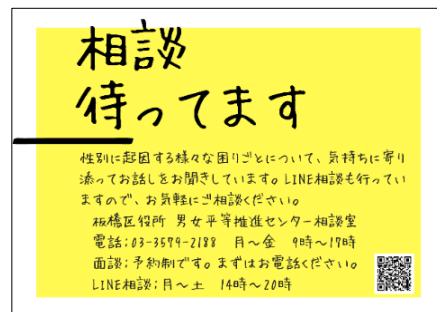 相談
待ってます
性別に起因する様々な困りごとについて、気持ちに寄り
添ってお話しをお聞きしています。LINE相談も行ってい
ますので、お気軽にご相談ください。
板橋区役所 男女平等推進センター相談室
電話:03-3579-2188 月～金 9時～17時
面談:予約制です。まずはお電話ください。
LINE相談:月～土 14時～20時